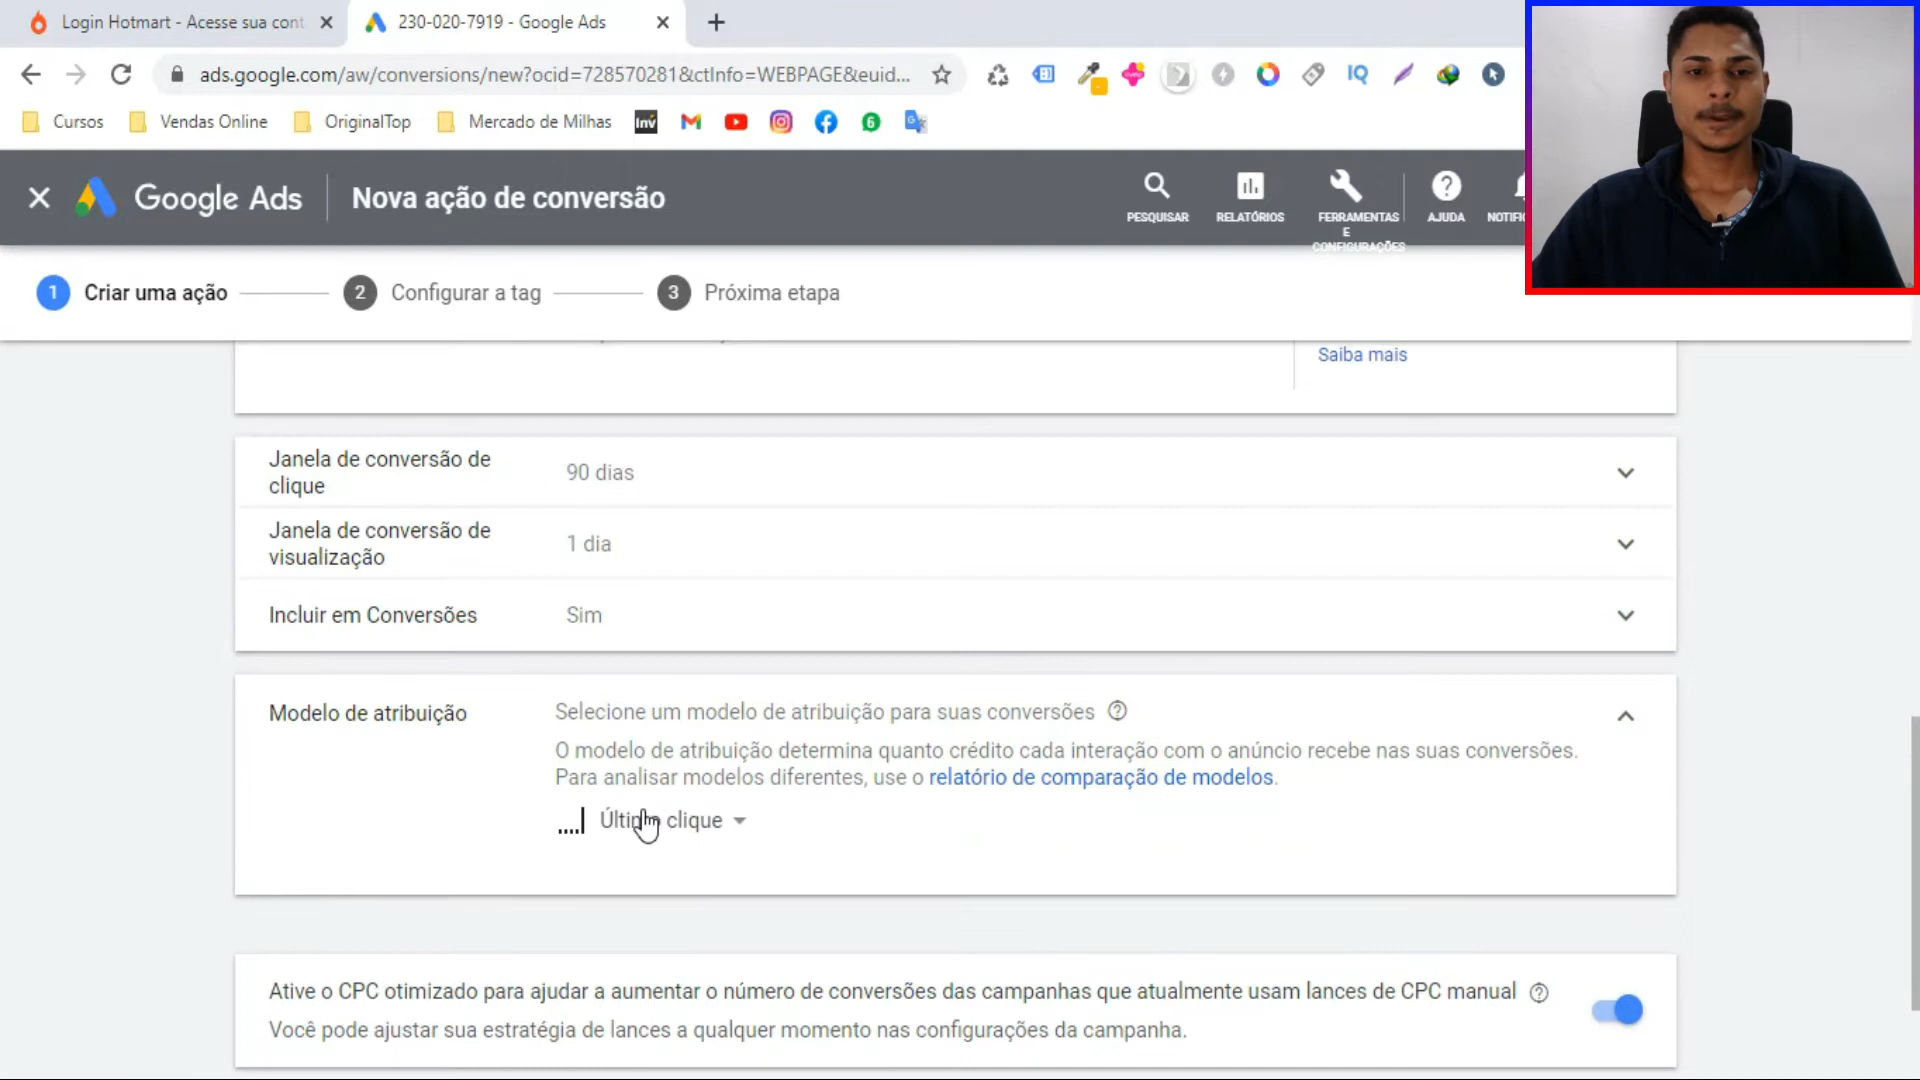 Login Hotmart - Acesse sua cont
230-020-7919 - Google Ads
ads.google.com/aw/conversions/new?ocid=728570281&ctInfo=WEBPAGE&euid...
IQ
Cursos
Vendas Online
OriginalTop
Mercado de Milhas
Inv
6
Google Ads
Nova ação de conversão
PESQUISAR
RELATÓRIOS
FERRAMENTAS
E
CONFIGURAÇÕES
AJUDA
NOTIFI
1 Criar uma ação
2 Configurar a tag
3 Próxima etapa
Saiba mais
Janela de conversão de
clique
90 dias
Janela de conversão de
visualização
1 dia
Incluir em Conversões
Sim
Modelo de atribuição
Selecione um modelo de atribuição para suas conversões
O modelo de atribuição determina quanto crédito cada interação com o anúncio recebe nas suas conversões.
Para analisar modelos diferentes, use o relatório de comparação de modelos.
Último clique
Ative o CPC otimizado para ajudar a aumentar o número de conversões das campanhas que atualmente usam lances de CPC manual
Você pode ajustar sua estratégia de lances a qualquer momento nas configurações da campanha.